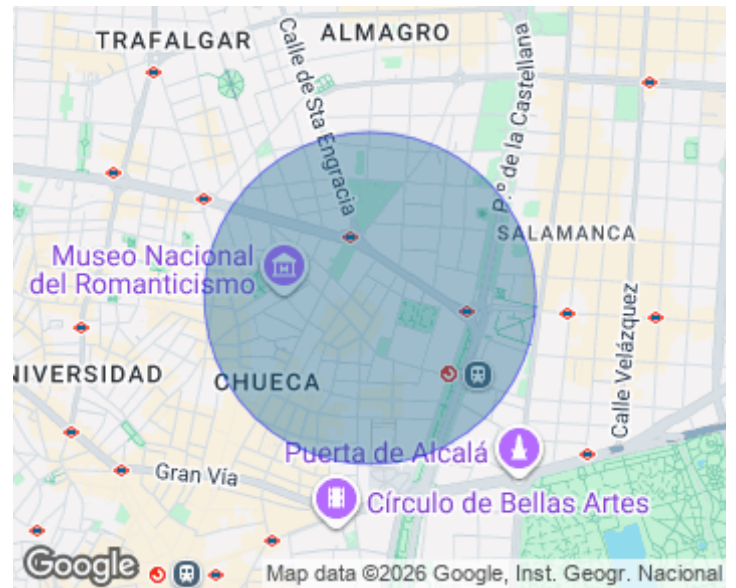 TRAFALGAR
ALMAGRO
Calle de Sta Engracia
P.º de la Castellana
SALAMANCA
Museo Nacional
del Romanticismo
Calle Velázquez
NIVERSIDAD
CHUECA
Puerta de Alcalá
Gran Vía
Círculo de Bellas Artes
Google
Map data ©2026 Google, Inst. Geogr. Nacional